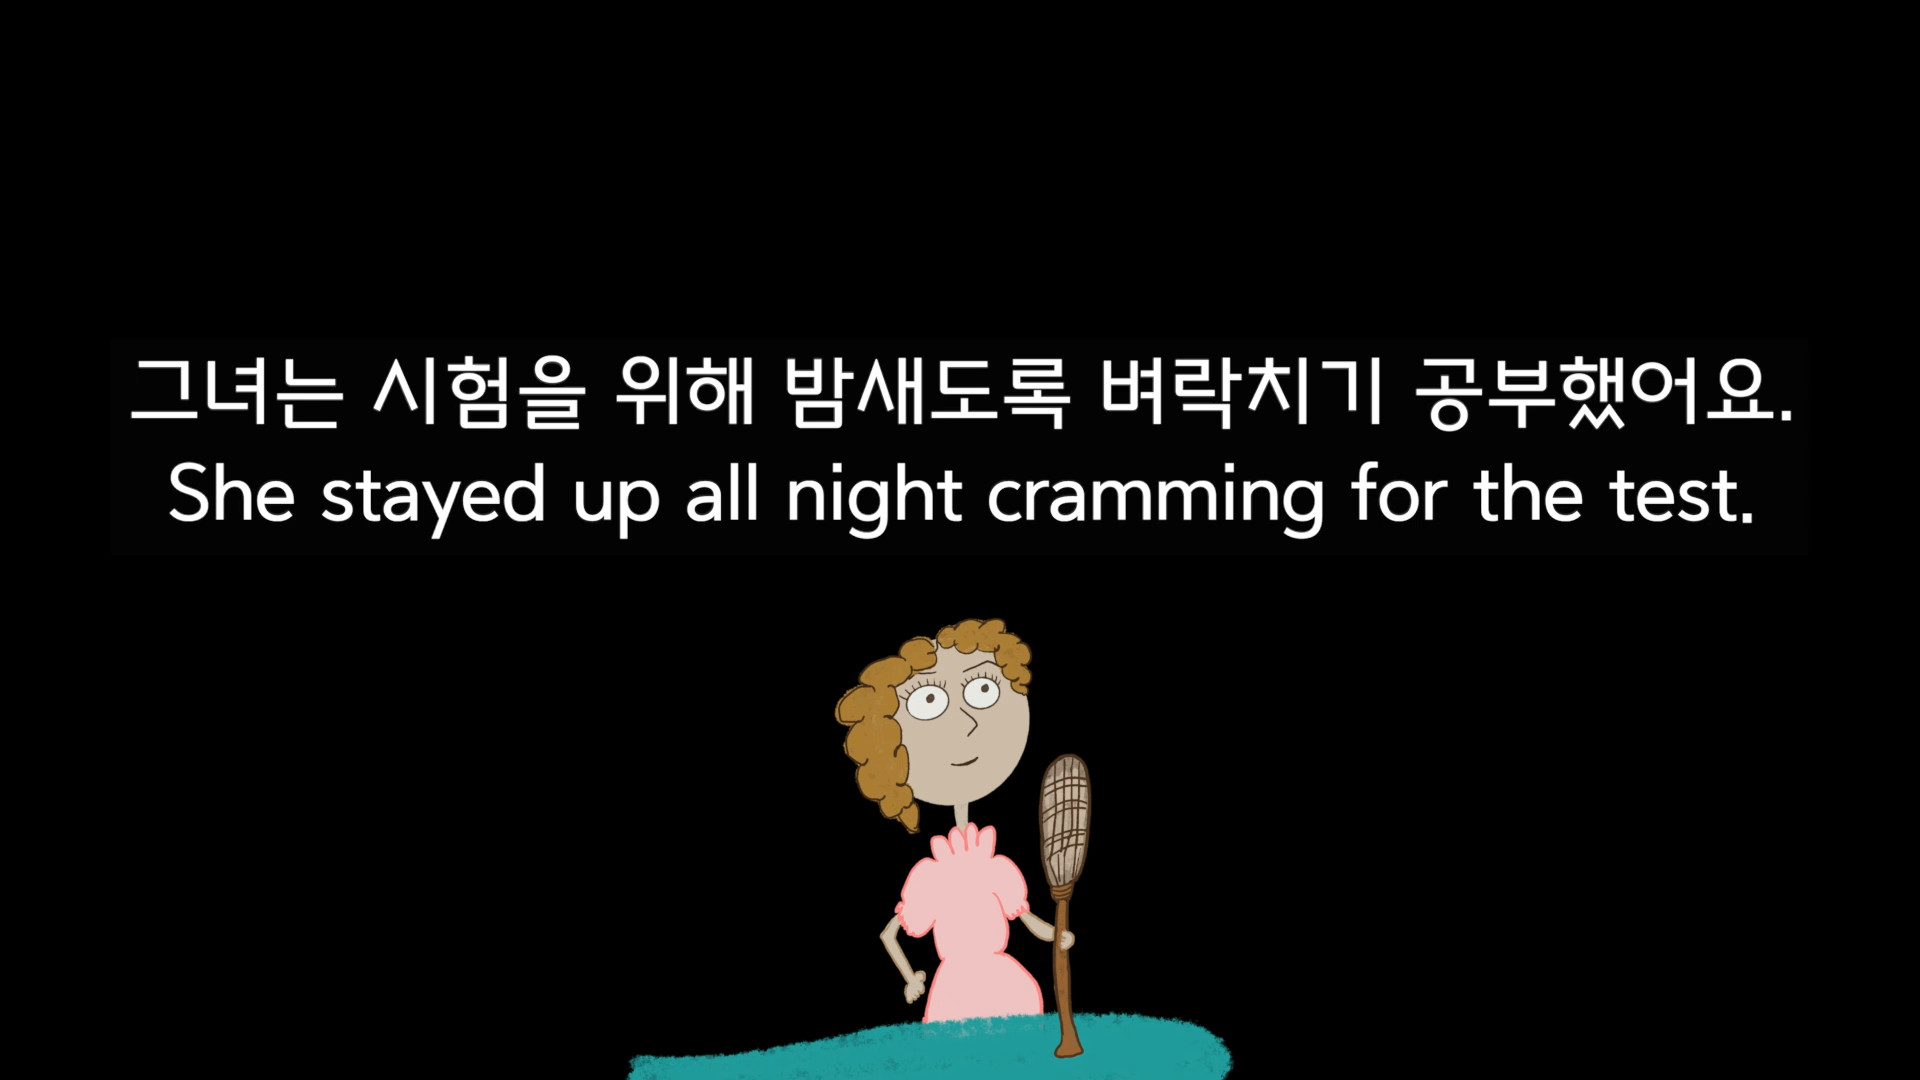 그녀는 시험을 위해 밤새도록 벼락치기 공부했어요.
She stayed up all night cramming for the test.